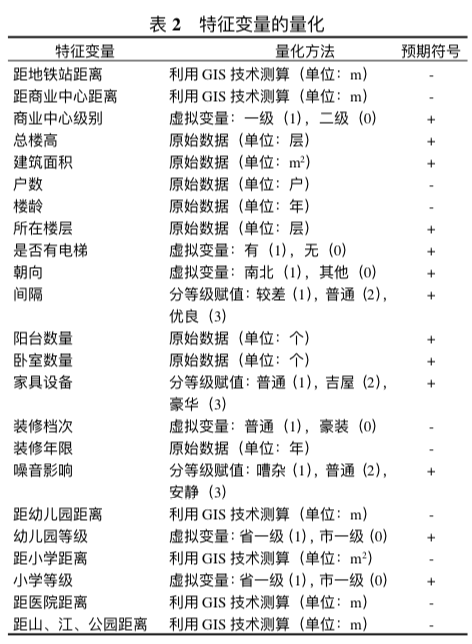 表 2 特征变量的量化
特征变量 量化方法 预期符号
距地铁站距离 利用 GIS 技术测算（单位：m） -
距商业中心距离 利用 GIS 技术测算（单位：m） -
商业中心级别 虚拟变量：一级（1），二级（0） +
总楼高 原始数据（单位：层） +
建筑面积 原始数据（单位：m²） +
户数 原始数据（单位：户） -
楼龄 原始数据（单位：年） -
所在楼层 原始数据（单位：层） +
是否有电梯 虚拟变量：有（1），无（0） +
朝向 虚拟变量：南北（1），其他（0） +
间隔 分等级赋值：较差（1），普通（2）， +
优良（3）
阳台数量 原始数据（单位：个） +
卧室数量 原始数据（单位：个） +
家具设备 分等级赋值：普通（1），吉屋（2）， +
豪华（3）
装修档次 虚拟变量：普通（1），豪装（0） -
装修年限 原始数据（单位：年） -
噪音影响 分等级赋值：嘈杂（1），普通（2）， +
安静（3）
距幼儿园距离 利用 GIS 技术测算（单位：m） -
幼儿园等级 虚拟变量：省一级（1），市一级（0） +
距小学距离 利用 GIS 技术测算（单位：m²） -
小学等级 虚拟变量：省一级（1），市一级（0） +
距医院距离 利用 GIS 技术测算（单位：m） -
距山、江、公园距离 利用 GIS 技术测算（单位：m） -